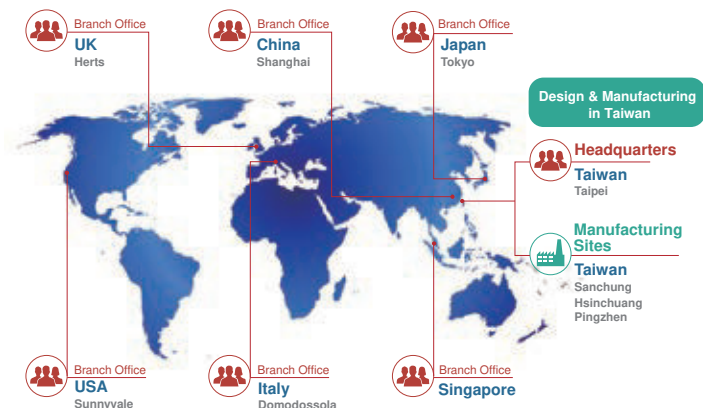 Branch Office
UK
Herts
Branch Office
China
Shanghai
Branch Office
Japan
Tokyo
Design & Manufacturing
in Taiwan
Headquarters
Taiwan
Taipei
Manufacturing
Sites
Taiwan
Sanchung
Hsinchuang
Pingzhen
Branch Office
USA
Sunnyvale
Branch Office
Italy
Domodossola
Branch Office
Singapore